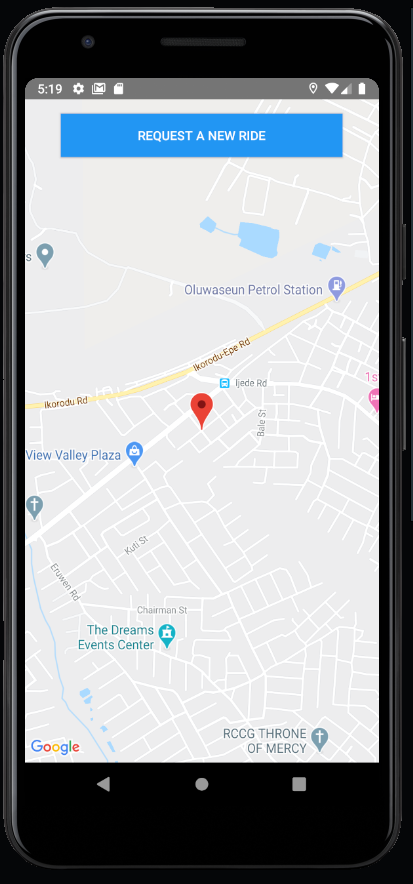 5:19
REQUEST A NEW RIDE
s
Oluwaseun Petrol Station
Ikorodu-Epe Rd
Ijede Rd
1s
Ikorodu Rd
Bale St
View Valley Plaza
Kuti St
Eruwen Rd
Chairman St
The Dreams
Events Center
RCCG THRONE
OF MERCY
Google